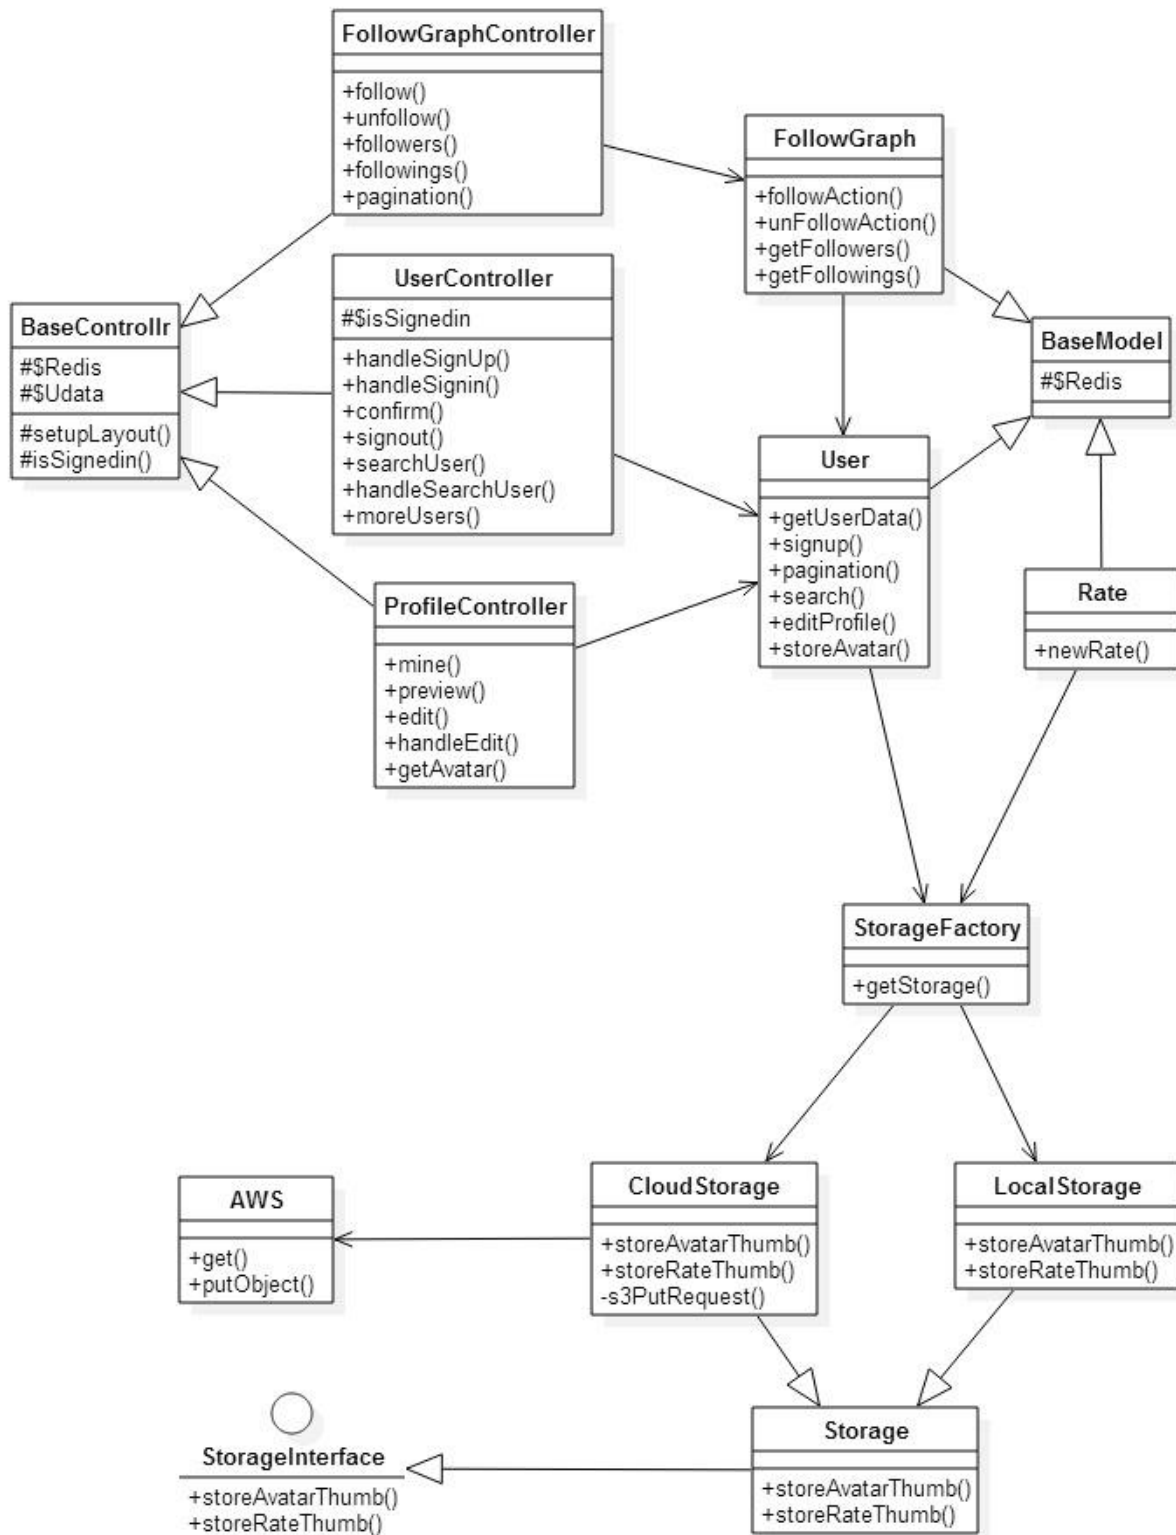 FollowGraphController
+follow()
+unfollow()
+followers()
+followings()
+pagination()
FollowGraph
+followAction()
+unFollowAction()
+getFollowers()
+getFollowings()
UserController
#$isSignedin
+handleSignUp()
+handleSignin()
+confirm()
+signout()
+searchUser()
+handleSearchUser()
+moreUsers()
BaseControllr
#$Redis
#$Udata
#setupLayout()
#isSignedin()
BaseModel
#$Redis
User
+getUserData()
+signup()
+pagination()
+search()
+editProfile()
+storeAvatar()
Rate
+newRate()
ProfileController
+mine()
+preview()
+edit()
+handleEdit()
+getAvatar()
StorageFactory
+getStorage()
AWS
+get()
+putObject()
CloudStorage
+storeAvatarThumb()
+storeRateThumb()
-s3PutRequest()
LocalStorage
+storeAvatarThumb()
+storeRateThumb()
StorageInterface
+storeAvatarThumb()
+storeRateThumb()
Storage
+storeAvatarThumb()
+storeRateThumb()